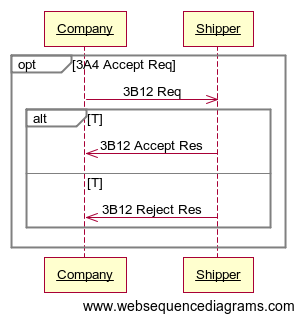 Company Shipper
opt [3A4 Accept Req]
3B12 Req
alt [T]
3B12 Accept Res
[T]
3B12 Reject Res
Company Shipper
www.websequencediagrams.com